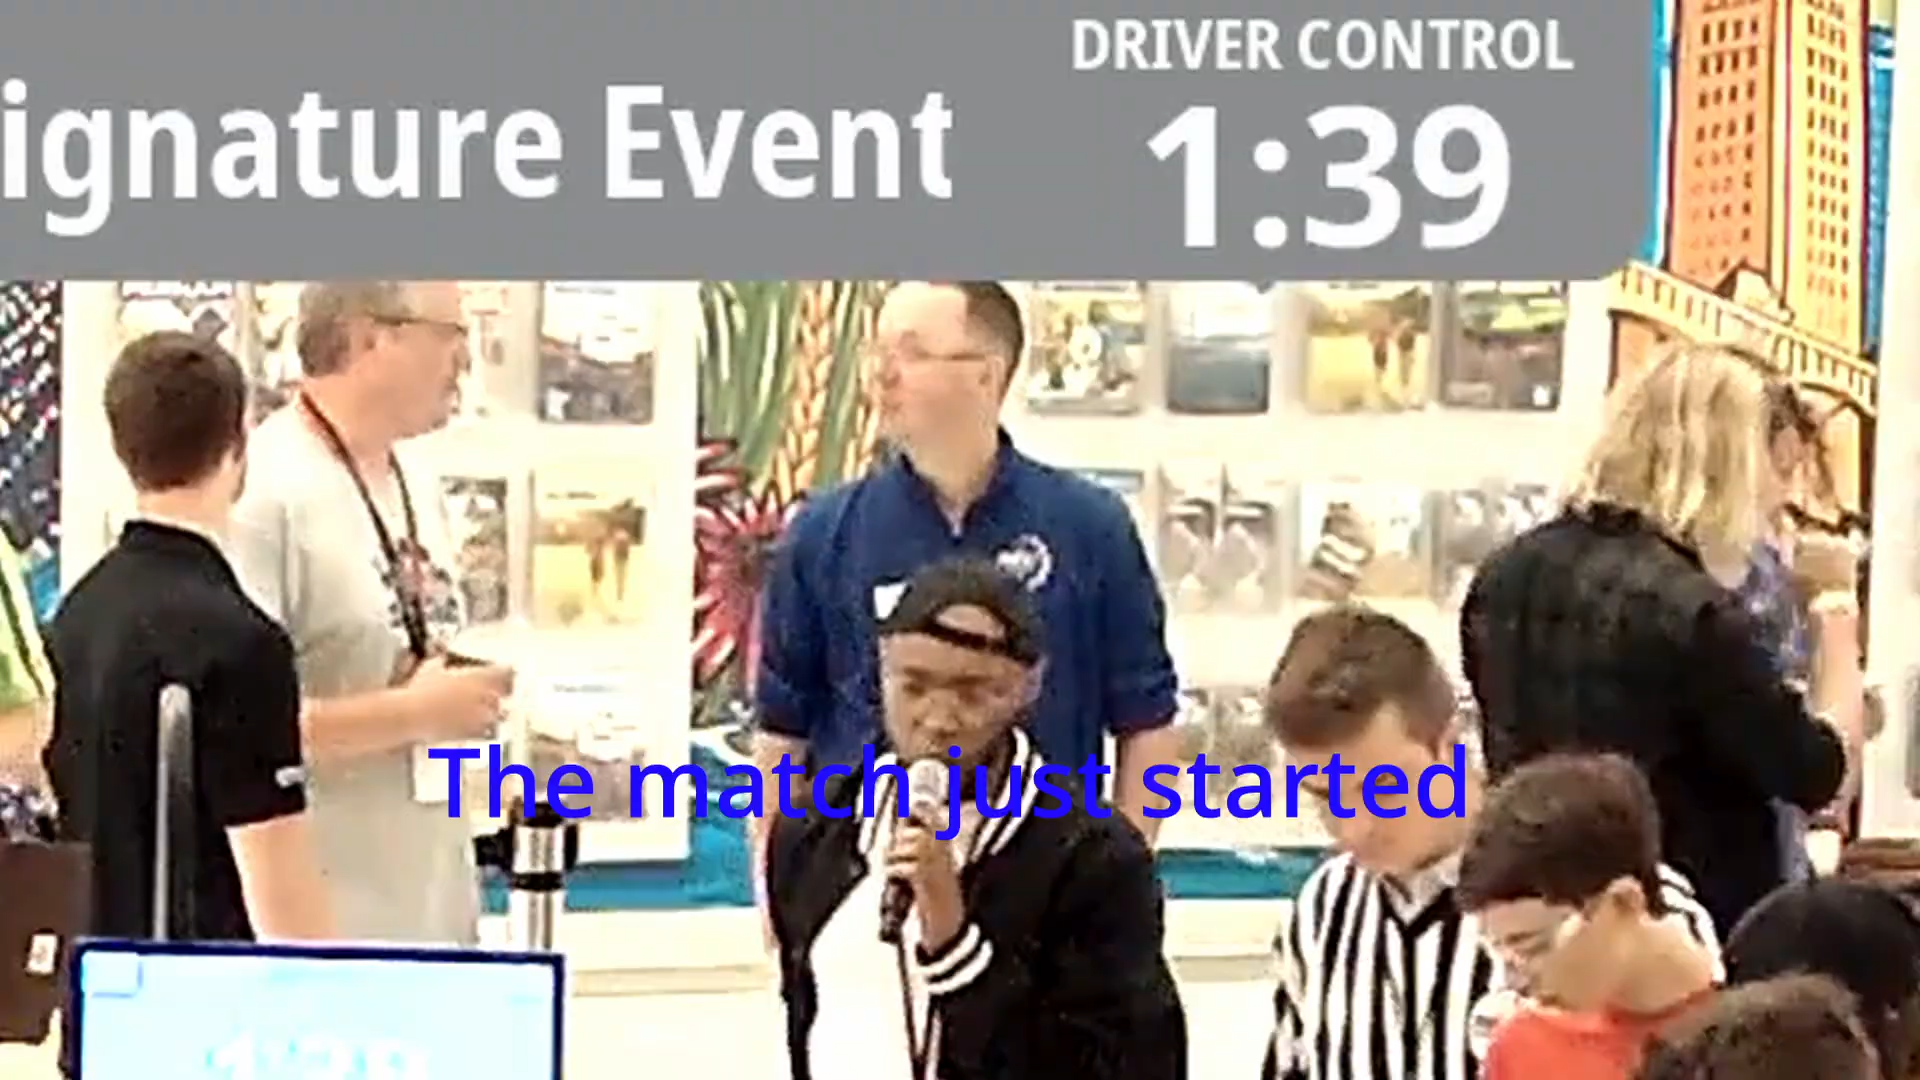 DRIVER CONTROL
ignature Event
1:39
The match just started